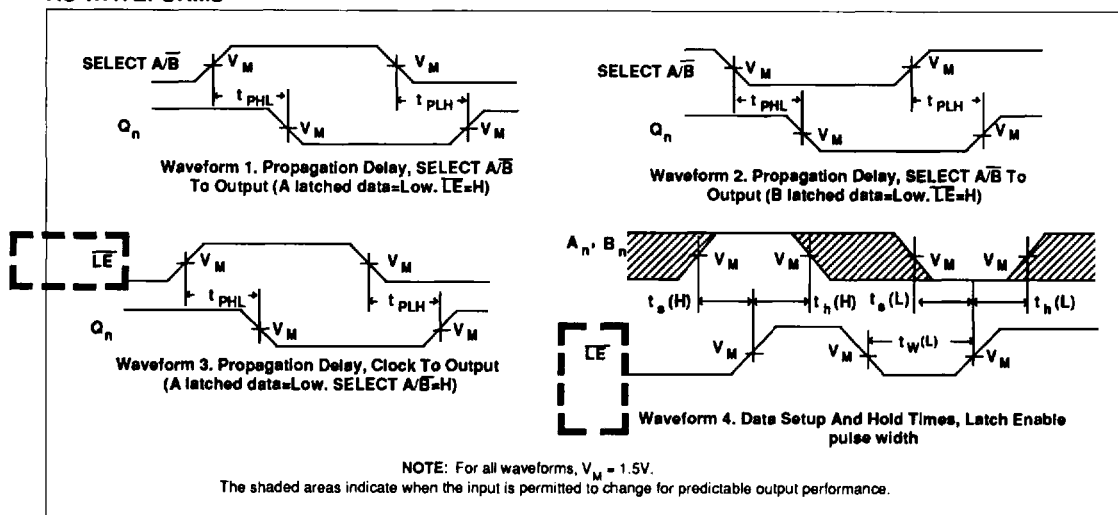 SELECT A/B̅
V_M
V_M
t_PHL
t_PLH
Q_n
V_M
V_M
Waveform 1. Propagation Delay, SELECT A/B̅
To Output (A latched data=Low. L̅E̅=H)
SELECT A/B̅
V_M
V_M
t_PHL
t_PLH
Q_n
V_M
V_M
Waveform 2. Propagation Delay, SELECT A/B̅ To
Output (B latched data=Low. L̅E̅=H)
L̅E̅
V_M
V_M
t_PHL
t_PLH
Q_n
V_M
V_M
Waveform 3. Propagation Delay, Clock To Output
(A latched data=Low. SELECT A/B̅=H)
A_n, B_n
V_M
V_M
V_M
V_M
t_s(H)
t_h(H)
t_s(L)
t_h(L)
L̅E̅
t_W(L)
V_M
V_M
V_M
Waveform 4. Data Setup And Hold Times, Latch Enable
pulse width
NOTE: For all waveforms, V_M = 1.5V.
The shaded areas indicate when the input is permitted to change for predictable output performance.